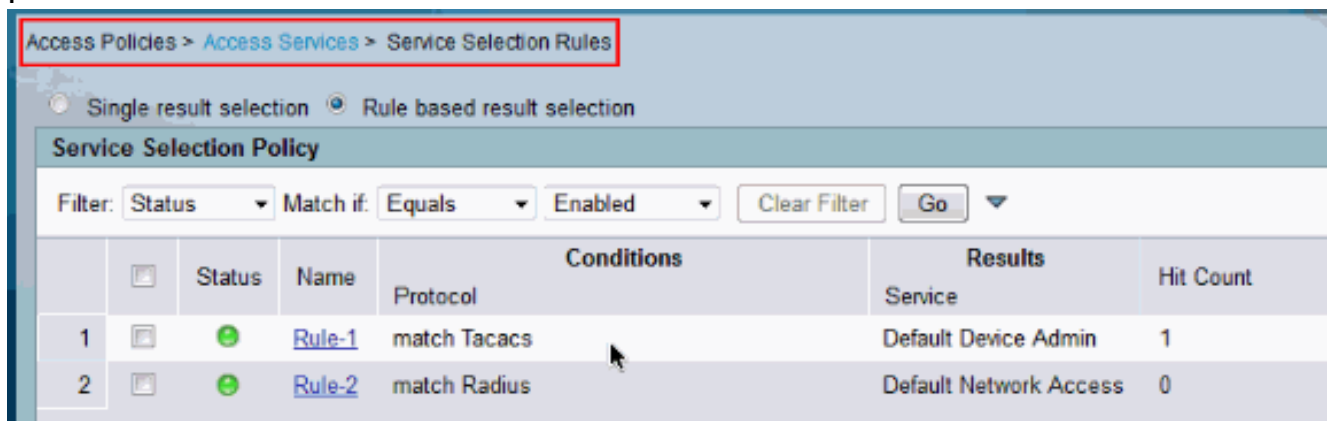 Access Policies > Access Services > Service Selection Rules
Single result selection Rule based result selection
Service Selection Policy
Filter: Status Match if: Equals Enabled Clear Filter Go
Conditions Results
Status Name Protocol Service Hit Count
1 Rule-1 match Tacacs Default Device Admin 1
2 Rule-2 match Radius Default Network Access 0